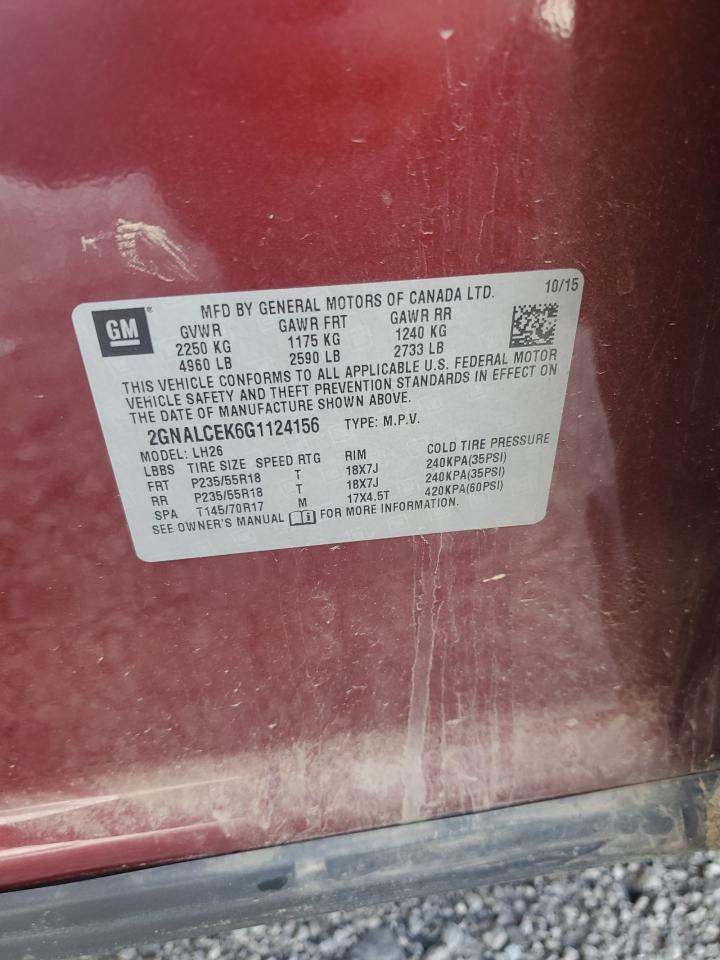 GM
MFD BY GENERAL MOTORS OF CANADA LTD. 10/15
GVWR GAWR FRT GAWR RR
2250 KG 1175 KG 1240 KG
4960 LB 2590 LB 2733 LB
THIS VEHICLE CONFORMS TO ALL APPLICABLE U.S. FEDERAL MOTOR
VEHICLE SAFETY AND THEFT PREVENTION STANDARDS IN EFFECT ON
THE DATE OF MANUFACTURE SHOWN ABOVE.
2GNALCEK6G1124156 TYPE: M.P.V.
MODEL: LH26
LBBS TIRE SIZE SPEED RTG RIM COLD TIRE PRESSURE
FRT P235/55R18 T 18X7J 240KPA(35PSI)
RR P235/55R18 T 18X7J 240KPA(35PSI)
SPA T145/70R17 M 17X4.5T 420KPA(60PSI)
SEE OWNER'S MANUAL FOR MORE INFORMATION.